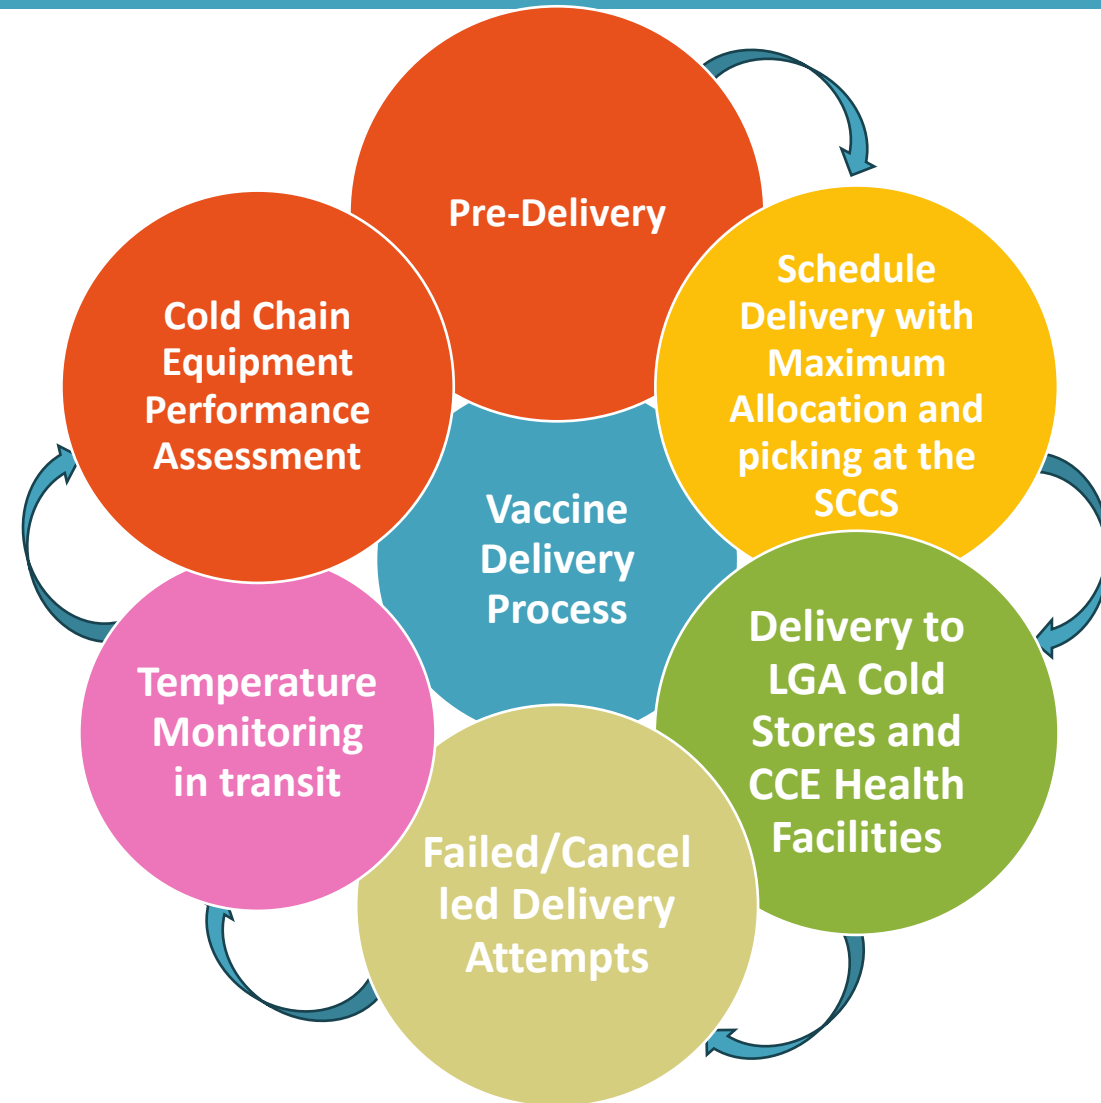 Pre-Delivery
Schedule
Delivery with
Maximum
Allocation and
picking at the
SCCS
Delivery to
LGA Cold
Stores and
CCE Health
Facilities
Failed/Cancel
led Delivery
Attempts
Temperature
Monitoring
in transit
Cold Chain
Equipment
Performance
Assessment
Vaccine
Delivery
Process